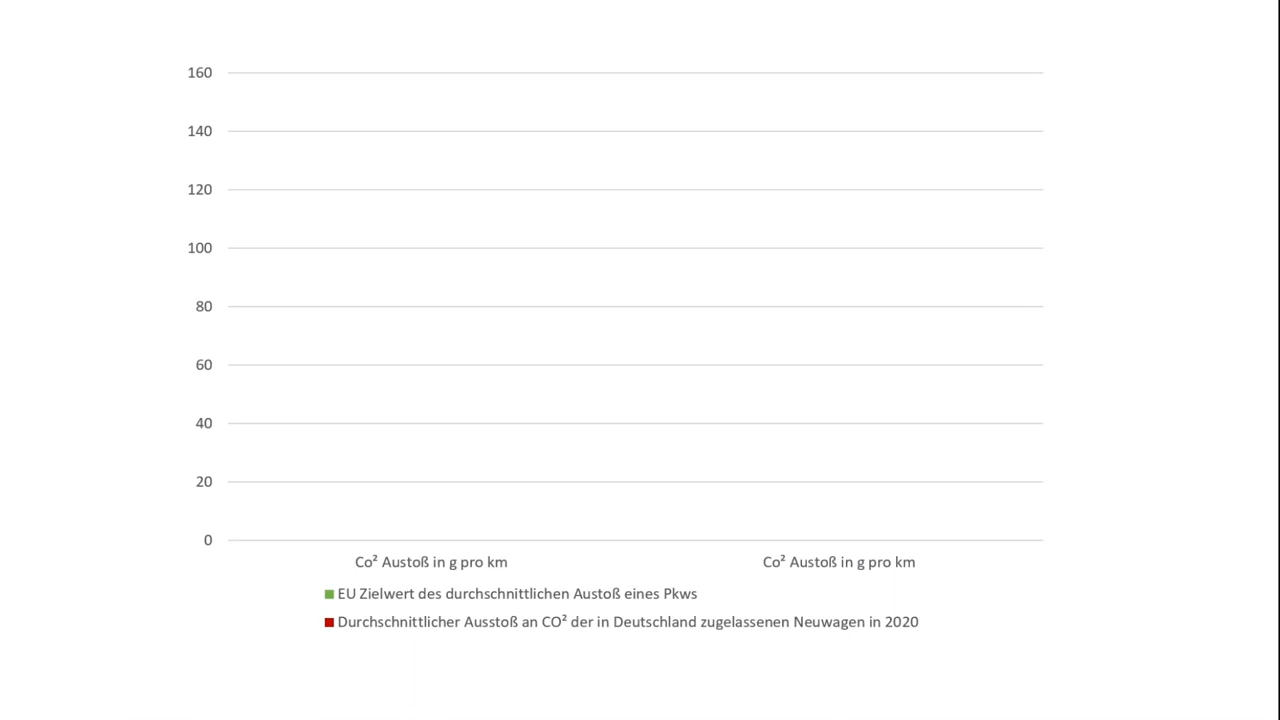 160
140
120
100
80
60
40
20
0
Co² Austoß in g pro km
Co² Austoß in g pro km
EU Zielwert des durchschnittlichen Austoß eines Pkws
Durchschnittlicher Ausstoß an CO² der in Deutschland zugelassenen Neuwagen in 2020